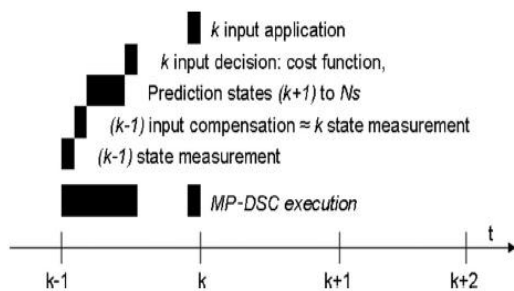 k input application
k input decision: cost function,
Prediction states (k+1) to Ns
(k-1) input compensation ≈ k state measurement
(k-1) state measurement
MP-DSC execution
t
k-1 k k+1 k+2